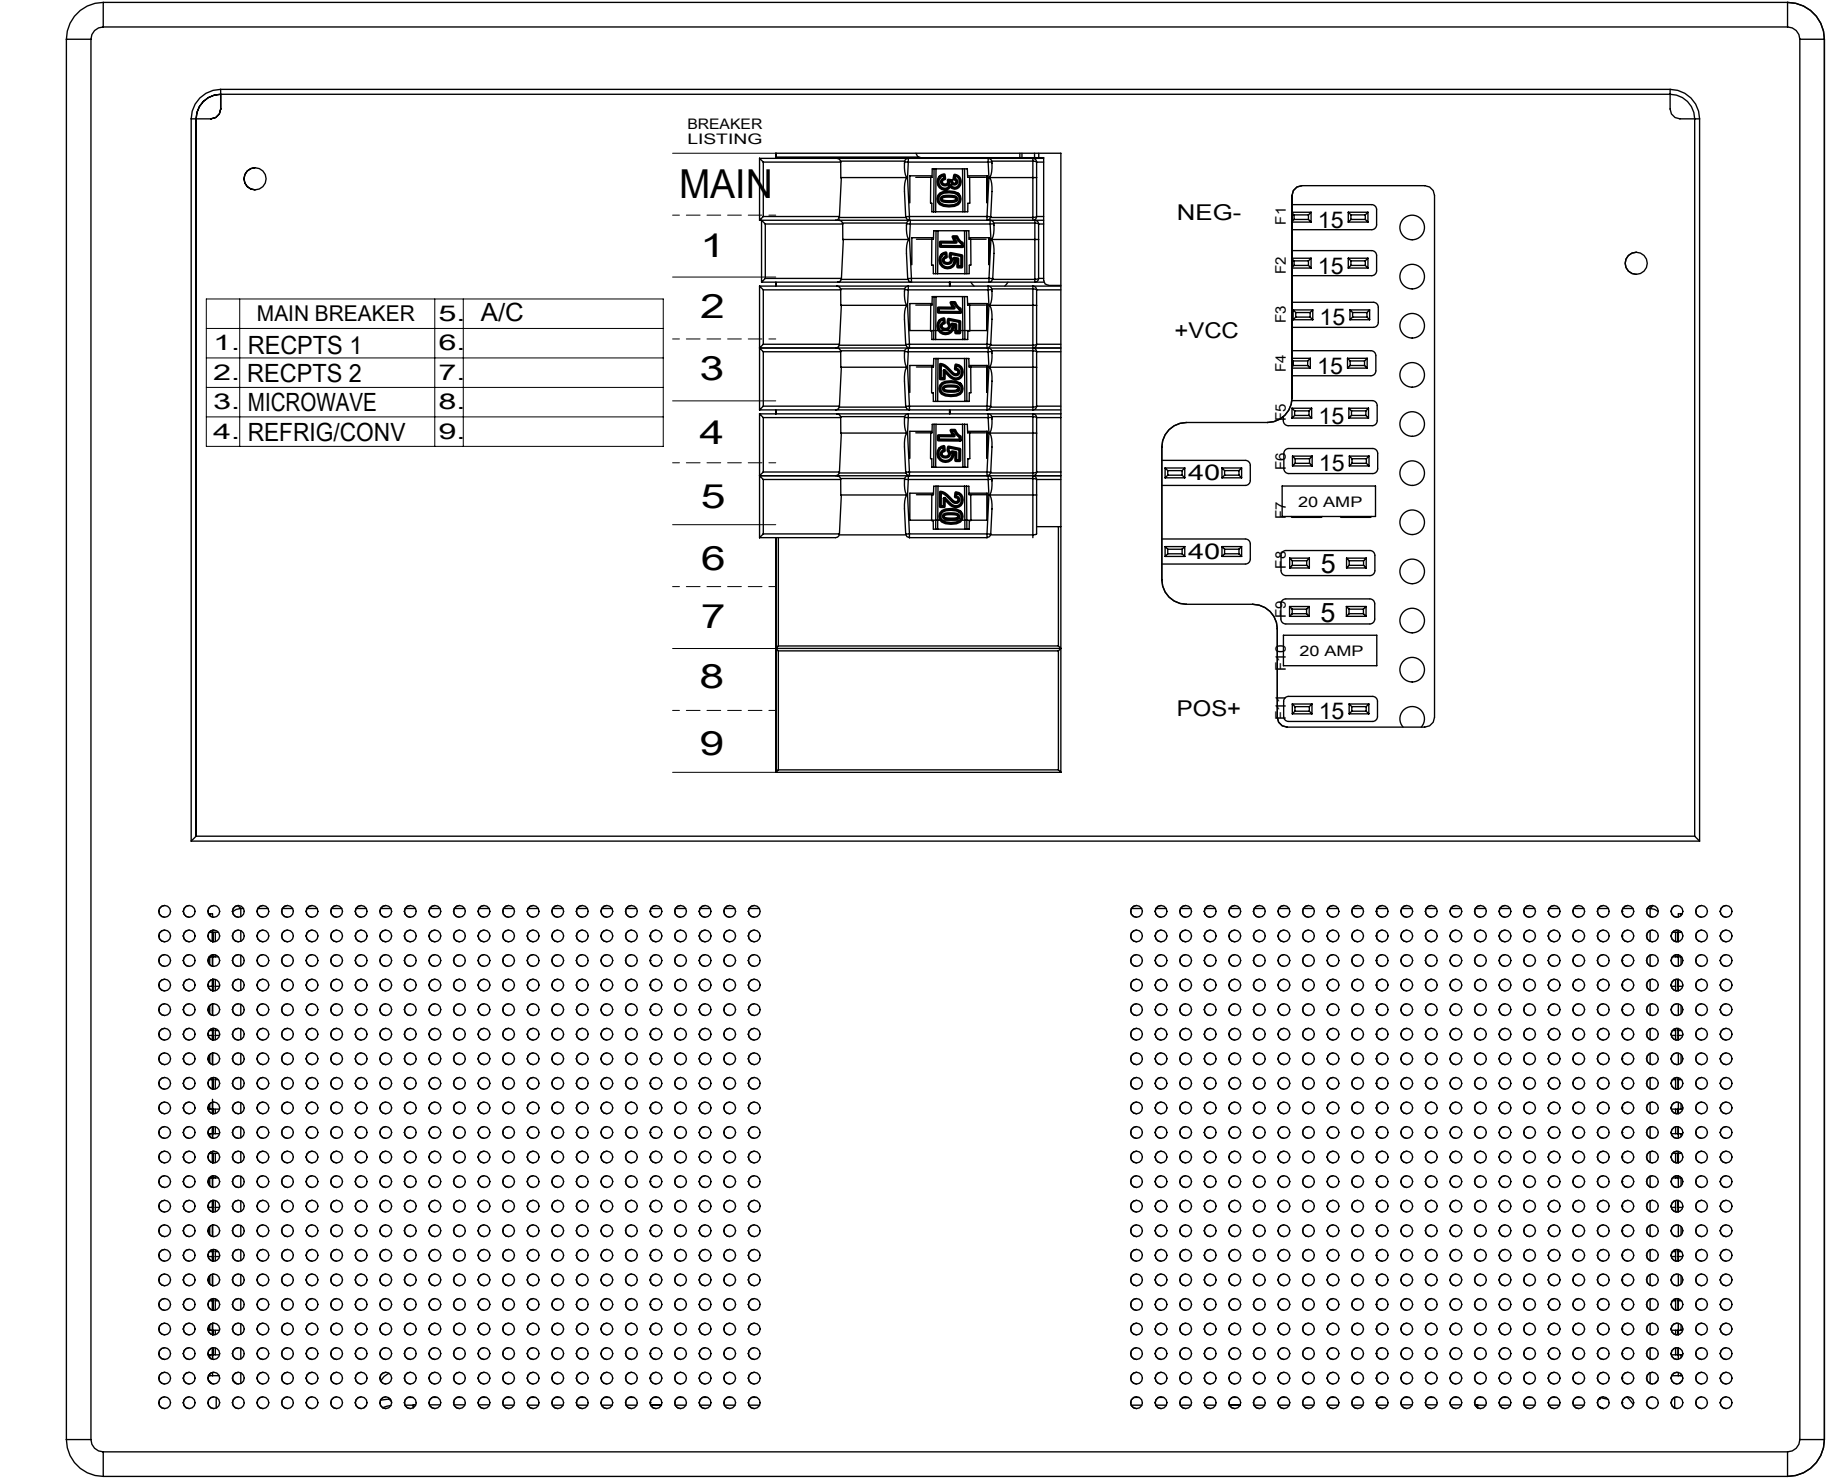 BREAKER
LISTING
MAIN
1
2
3
4
5
6
7
8
9
30
15
15
20
15
20
MAIN BREAKER 5. A/C
1. RECPTS 1 6.
2. RECPTS 2 7.
3. MICROWAVE 8.
4. REFRIG/CONV 9.
NEG-
+VCC
POS+
40
40
F1 15
F2 15
F3 15
F4 15
F5 15
F6 15
F7 20 AMP
F8 5
F9 5
F10 20 AMP
F11 15